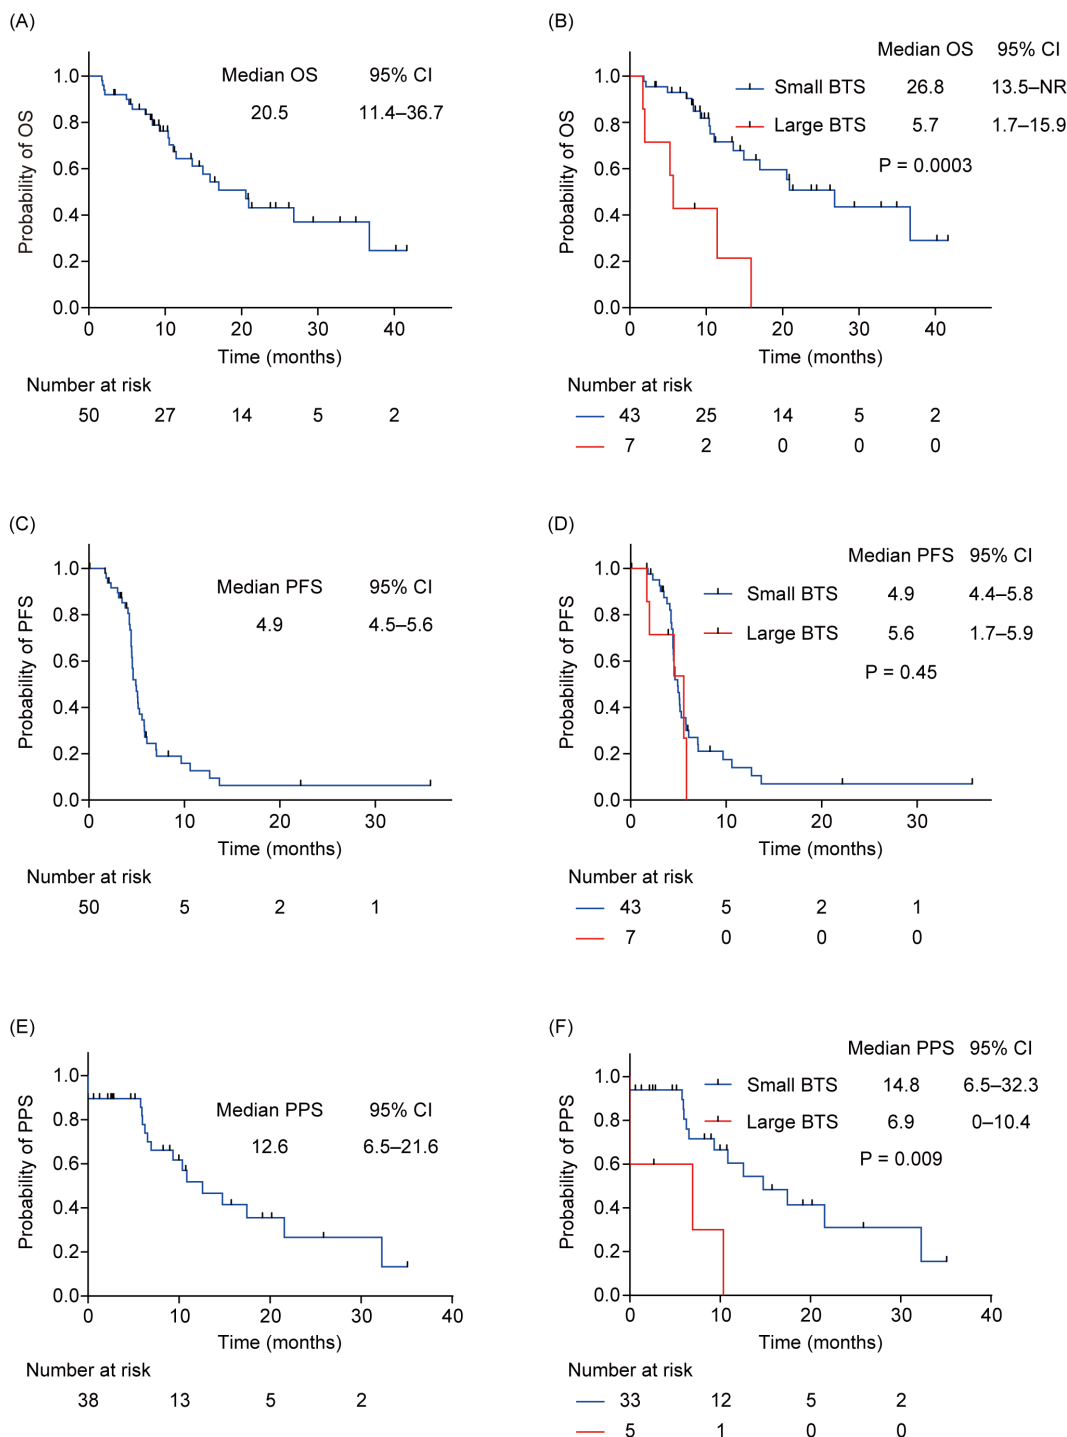 (A)
Median OS 95% CI
20.5 11.4–36.7
Probability of OS
1.0
0.8
0.6
0.4
0.2
0.0
0 10 20 30 40
Time (months)
Number at risk
50 27 14 5 2
(B)
Median OS 95% CI
Small BTS 26.8 13.5–NR
Large BTS 5.7 1.7–15.9
P = 0.0003
Probability of OS
1.0
0.8
0.6
0.4
0.2
0.0
0 10 20 30 40
Time (months)
Number at risk
43 25 14 5 2
7 2 0 0 0
(C)
Median PFS 95% CI
4.9 4.5–5.6
Probability of PFS
1.0
0.8
0.6
0.4
0.2
0.0
0 10 20 30
Time (months)
Number at risk
50 5 2 1
(D)
Median PFS 95% CI
Small BTS 4.9 4.4–5.8
Large BTS 5.6 1.7–5.9
P = 0.45
Probability of PFS
1.0
0.8
0.6
0.4
0.2
0.0
0 10 20 30
Time (months)
Number at risk
43 5 2 1
7 0 0 0
(E)
Median PPS 95% CI
12.6 6.5–21.6
Probability of PPS
1.0
0.8
0.6
0.4
0.2
0.0
0 10 20 30 40
Time (months)
Number at risk
38 13 5 2
(F)
Median PPS 95% CI
Small BTS 14.8 6.5–32.3
Large BTS 6.9 0–10.4
P = 0.009
Probability of PPS
1.0
0.8
0.6
0.4
0.2
0.0
0 10 20 30 40
Time (months)
Number at risk
33 12 5 2
5 1 0 0